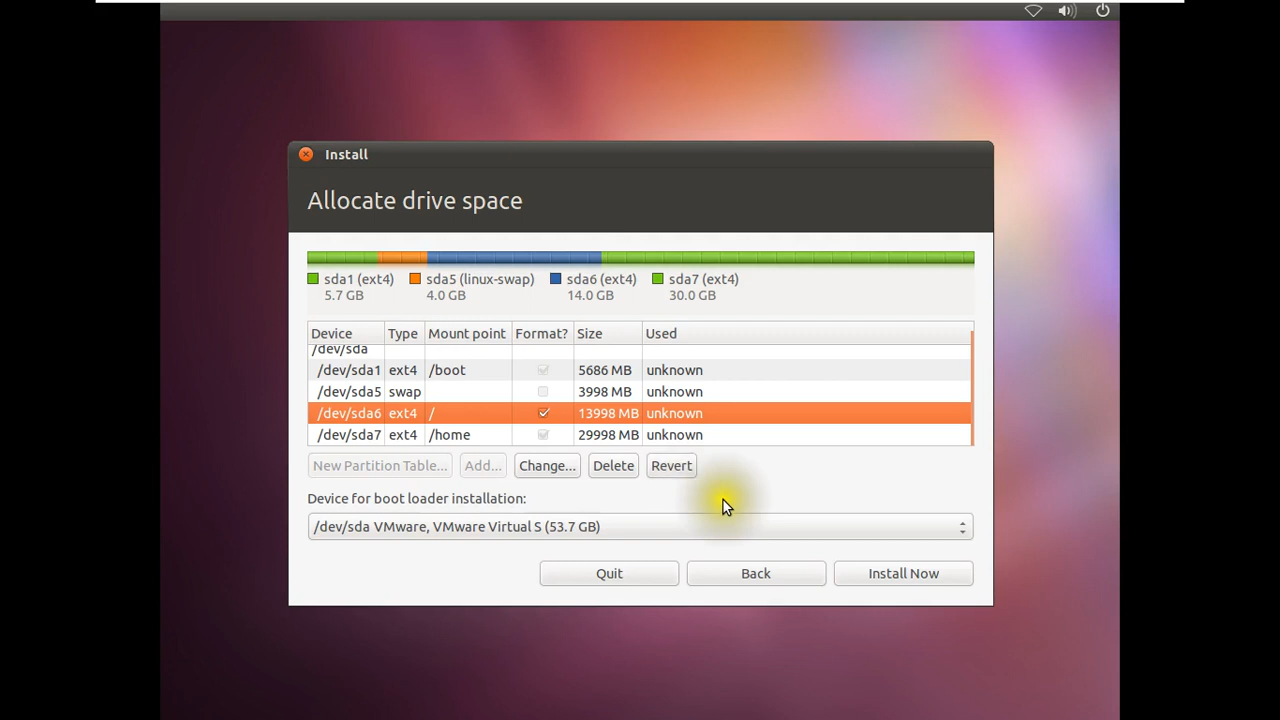 Install
Allocate drive space
sda1 (ext4) sda5 (linux-swap) sda6 (ext4) sda7 (ext4)
5.7 GB 4.0 GB 14.0 GB 30.0 GB
Device Type Mount point Format? Size Used
/dev/sda
/dev/sda1 ext4 /boot 5686 MB unknown
/dev/sda5 swap 3998 MB unknown
/dev/sda6 ext4 / 13998 MB unknown
/dev/sda7 ext4 /home 29998 MB unknown
New Partition Table... Add... Change... Delete Revert
Device for boot loader installation:
/dev/sda VMware, VMware Virtual S (53.7 GB)
Quit Back Install Now